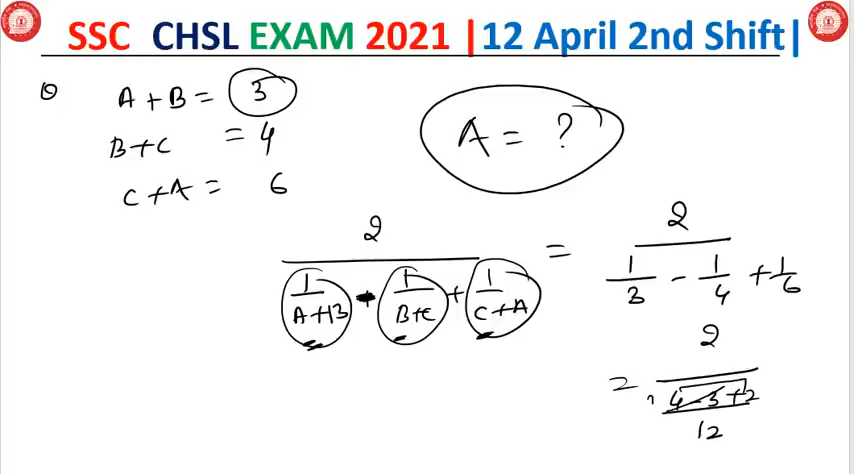 SSC CHSL EXAM 2021 |12 April 2nd Shift|
Q A + B = 3
B + C = 4
C + A = 6
A = ?
2 / (1/(A+B) - 1/(B+C) + 1/(C+A)) = 2 / (1/3 - 1/4 + 1/6)
= 2 / ((4-3+2)/12)